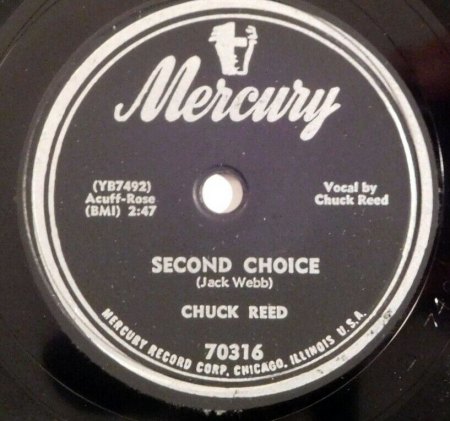 Mercury
(YB7492)
Acuff-Rose
(BMI) 2:47
Vocal by
Chuck Reed
SECOND CHOICE
(Jack Webb)
CHUCK REED
70316
MERCURY RECORD CORP. CHICAGO, ILLINOIS U.S.A.